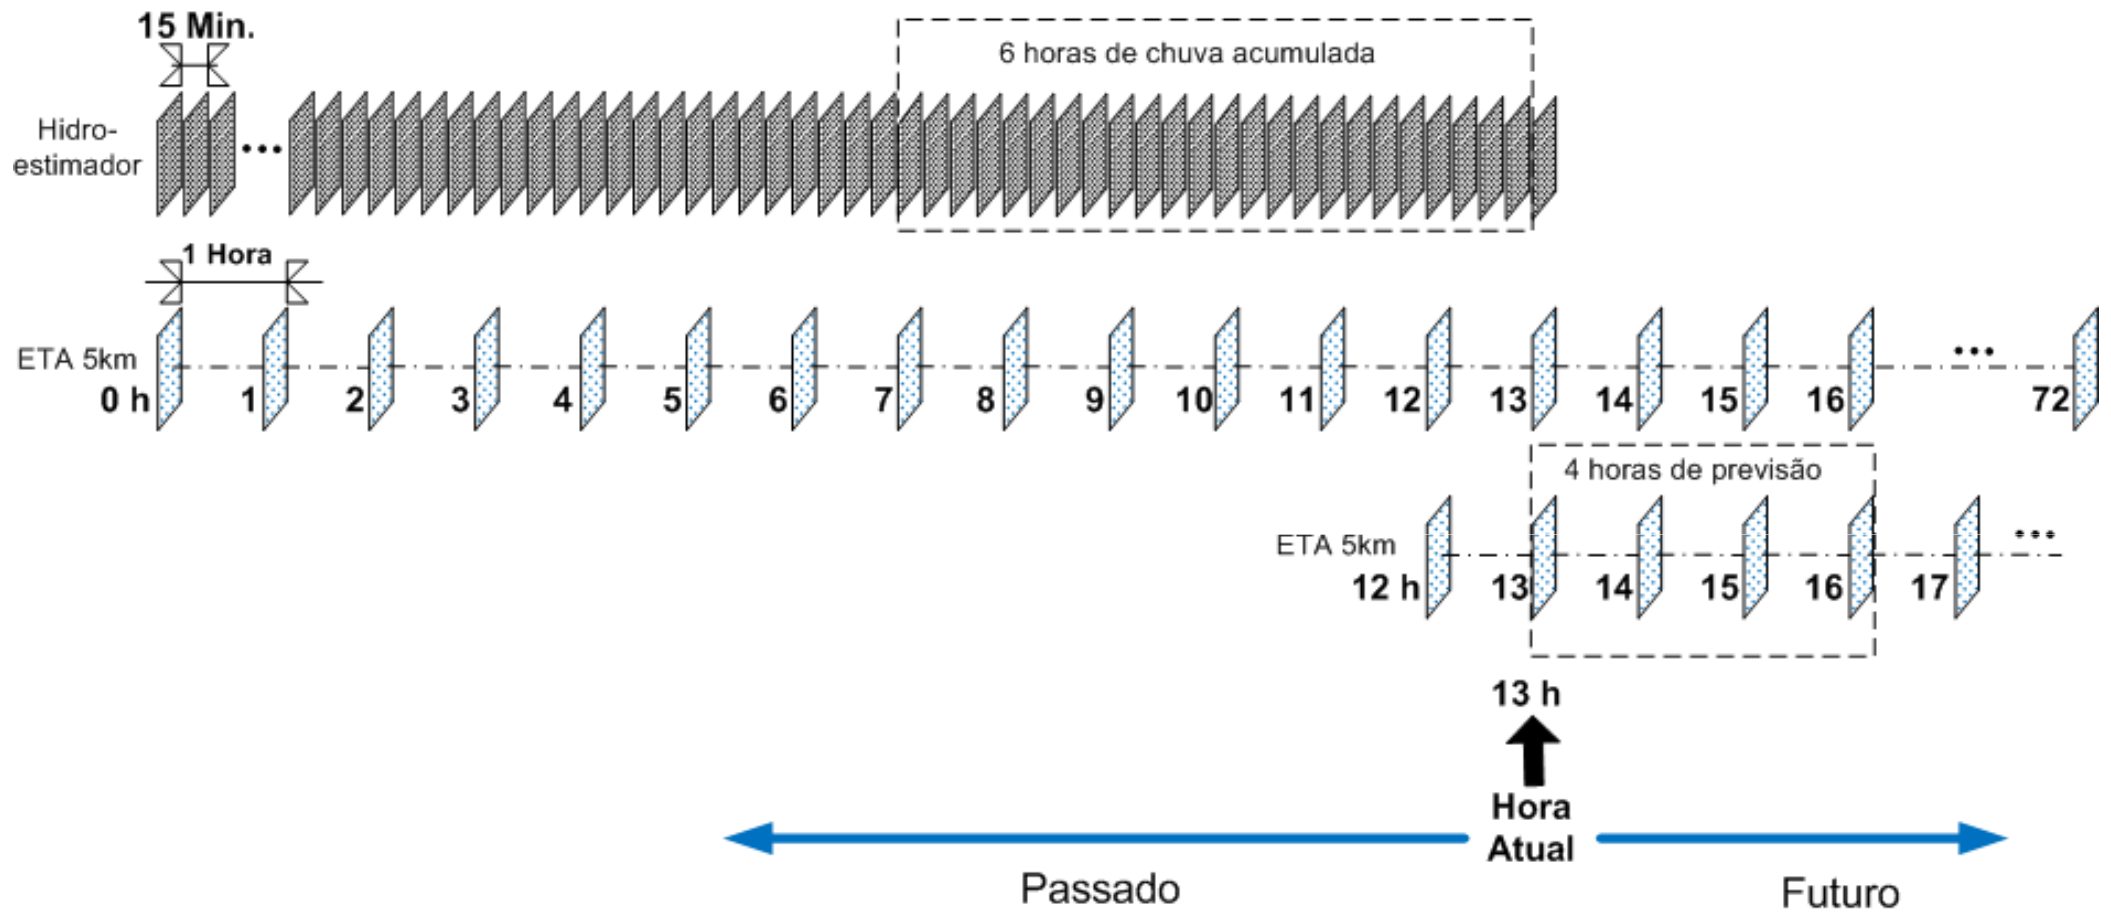 15 Min.
6 horas de chuva acumulada
Hidro-
estimador
...
1 Hora
ETA 5km
0 h 1 2 3 4 5 6 7 8 9 10 11 12 13 14 15 16 ... 72
4 horas de previsão
ETA 5km
12 h 13 14 15 16 17 ...
13 h
Hora
Atual
Passado
Futuro